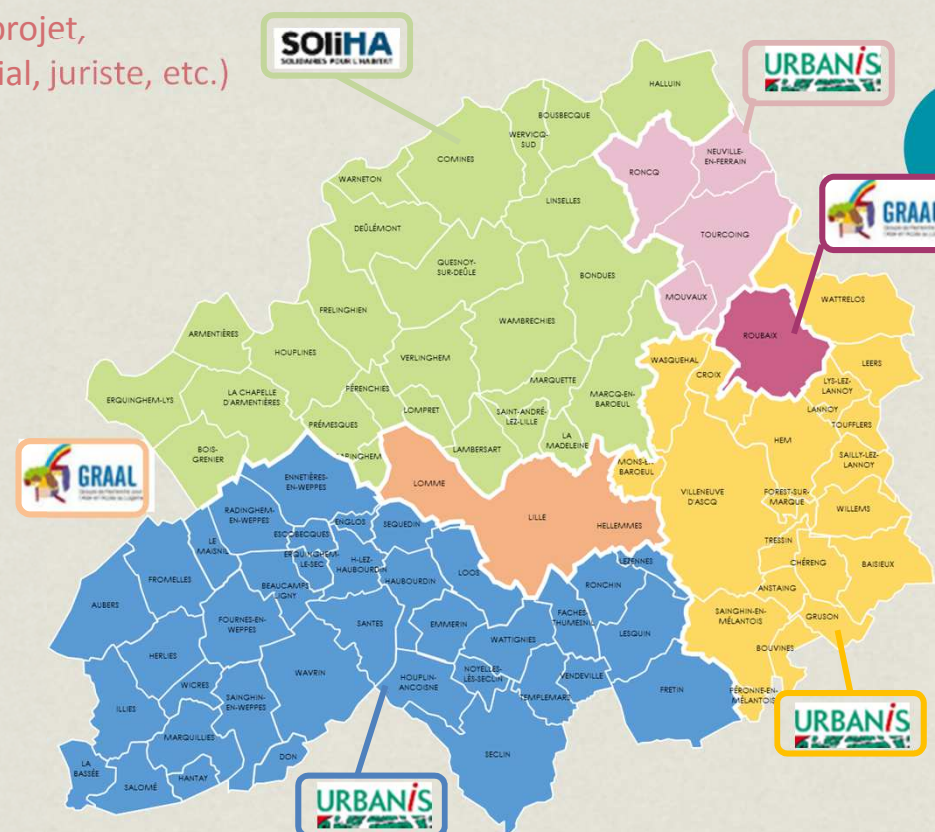 projet,
ial, juriste, etc.)
SOliHA
SOLIDAIRES POUR L'HABITAT
URBANiS
HALLUIN
BOUSBECQUE
WERVICQ-
SUD
COMINES
NEUVILLE-
EN-FERRAIN
RONCQ
WARNETON
LINSELLES
GRAAL
DEÛLÉMONT
TOURCOING
QUESNOY-
SUR-DEÛLE
BONDUES
MOUVAUX
WATTRELOS
FRELINGHIEN
WAMBRECHIES
ARMENTIÈRES
ROUBAIX
HOUPLINES
VERLINGHEM
WASQUEHAL
CROIX
LEERS
MARQUETTE
LYS-LEZ-
LANNOY
ERQUINGHEM-LYS
LA CHAPELLE
D'ARMENTIÈRES
PÉRENCHIES
MARCQ-EN-
BAROEUL
LANNOY
LOMPRET
SAINT-ANDRÉ-
LEZ-LILLE
TOUFFLERS
PRÉMESQUES
LA
MADELEINE
HEM
BOIS-
GRENIER
LAMBERSART
SAILLY-LEZ-
LANNOY
GRAAL
APINGHEM
MONS-EN
BAROEUL
LOMME
ENNETIÈRES-
EN-WEPPES
VILLENEUVE
D'ASCQ
FOREST-SUR-
MARQUE
WILLEMS
RADINGHEM-
EN-WEPPES
LILLE
HELLEMMES
ENGLOS
SEQUEDIN
ESCOBECQUES
TRESSIN
LE
MAISNIL
ERQUINGHEM-
LE-SEC
H-LEZ-
HAUBOURDIN
LEZENNES
CHÉRENG
BAISIEUX
FROMELLES
HAUBOURDIN
LOOS
BEAUCAMPS
LIGNY
RONCHIN
ANSTAING
AUBERS
FOURNES-EN-
WEPPES
SANTES
EMMERIN
FACHES-
THUMESNIL
SAINGHIN-EN-
MÉLANTOIS
GRUSON
LESQUIN
WATTIGNIES
BOUVINES
HERLIES
WAVRIN
NOYELLES-
LÈS-SECLIN
VENDEVILLE
HOUPLIN-
ANCOISNE
WICRES
FRETIN
PÉRONNE-EN-
MÉLANTOIS
ILLIES
SAINGHIN-
EN-WEPPES
TEMPLEMARS
URBANiS
MARQUILLIES
SECLIN
DON
LA
BASSÉE
HANTAY
SALOMÉ
URBANiS